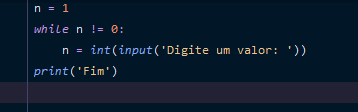 n = 1
while n != 0:
    n = int(input('Digite um valor: '))
print('Fim')